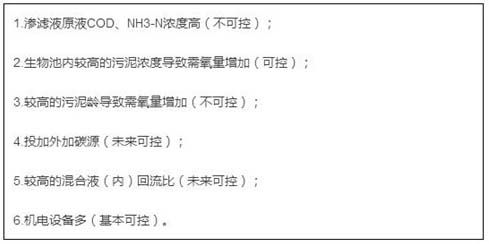 1.渗滤液原液COD、NH3-N浓度高（不可控）；
2.生物池内较高的污泥浓度导致需氧量增加（可控）；
3.较高的污泥龄导致需氧量增加（不可控）；
4.投加外加碳源（未来可控）；
5.较高的混合液（内）回流比（未来可控）；
6.机电设备多（基本可控）。